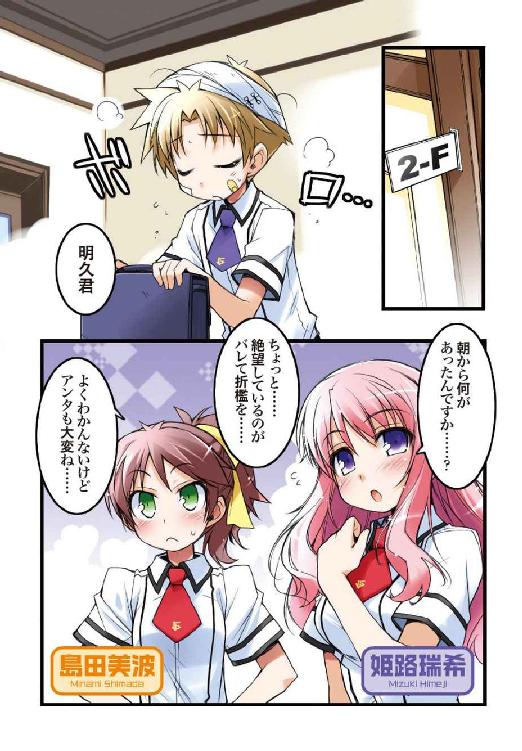 2-F
ボロ…
明久君
朝から何が
あったんですか……？
ちょっと……
絶望しているのが
バレて折檻を……
よくわかんないけど
アンタも大変ね……
姫路瑞希
Mizuki Himeji
島田美波
Minami Shimada